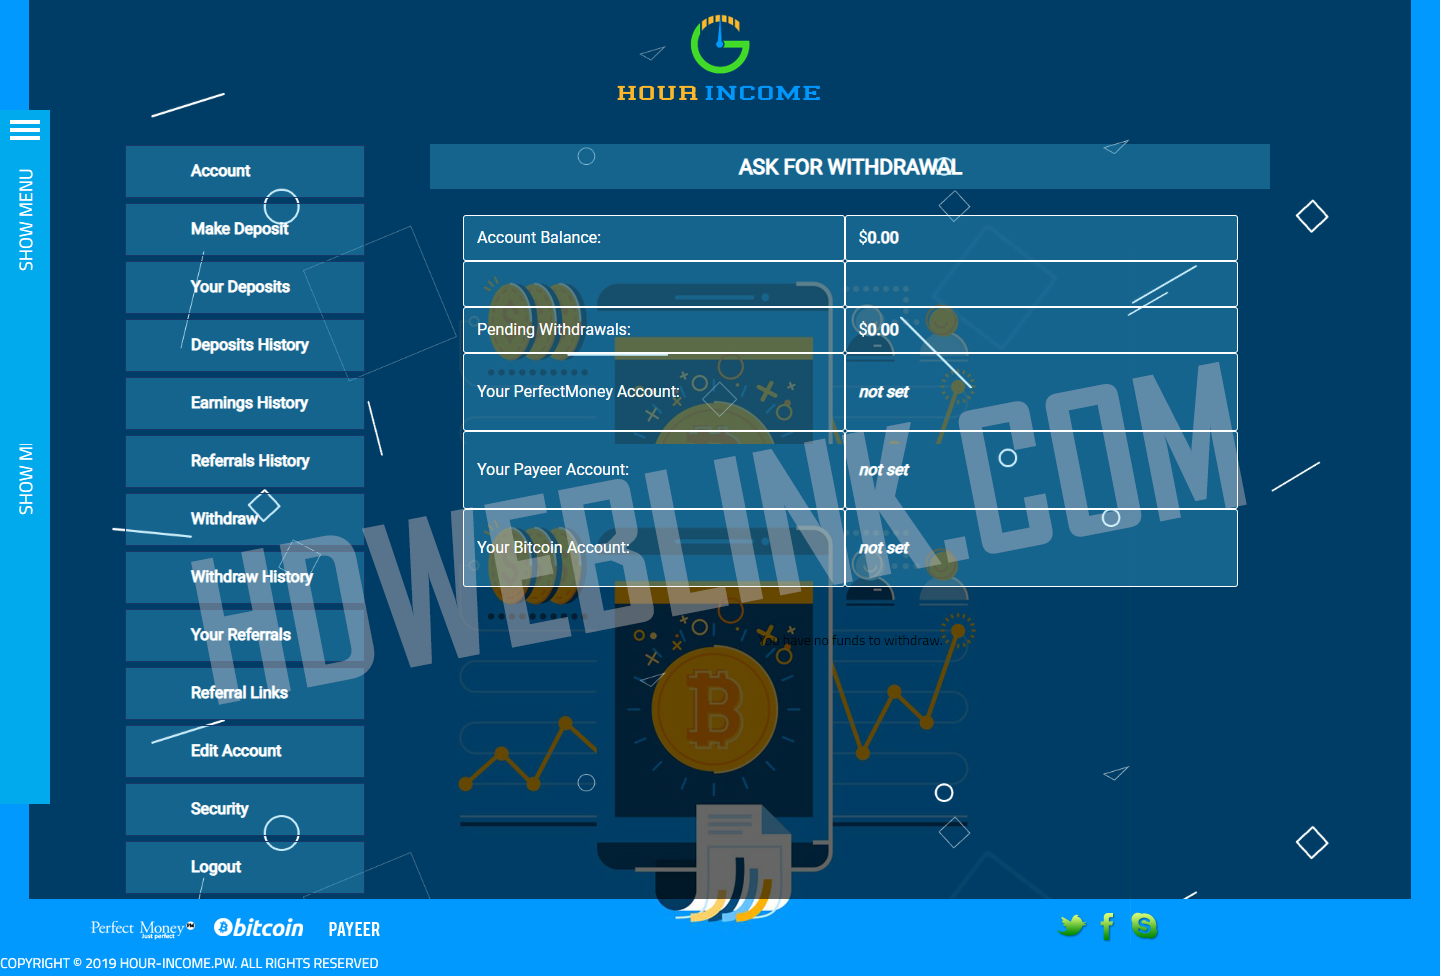 HOUR INCOME
SHOW MENU
SHOW MI
Account
Make Deposit
Your Deposits
Deposits History
Earnings History
Referrals History
Withdraw
Withdraw History
Your Referrals
Referral Links
Edit Account
Security
Logout
ASK FOR WITHDRAWAL
Account Balance: $0.00
Pending Withdrawals: $0.00
Your PerfectMoney Account: not set
Your Payeer Account: not set
Your Bitcoin Account: not set
You have no funds to withdraw.
HDWEBLINK.COM
Perfect Money PM
Just perfect
bitcoin
PAYEER
COPYRIGHT © 2019 HOUR-INCOME.PW. ALL RIGHTS RESERVED